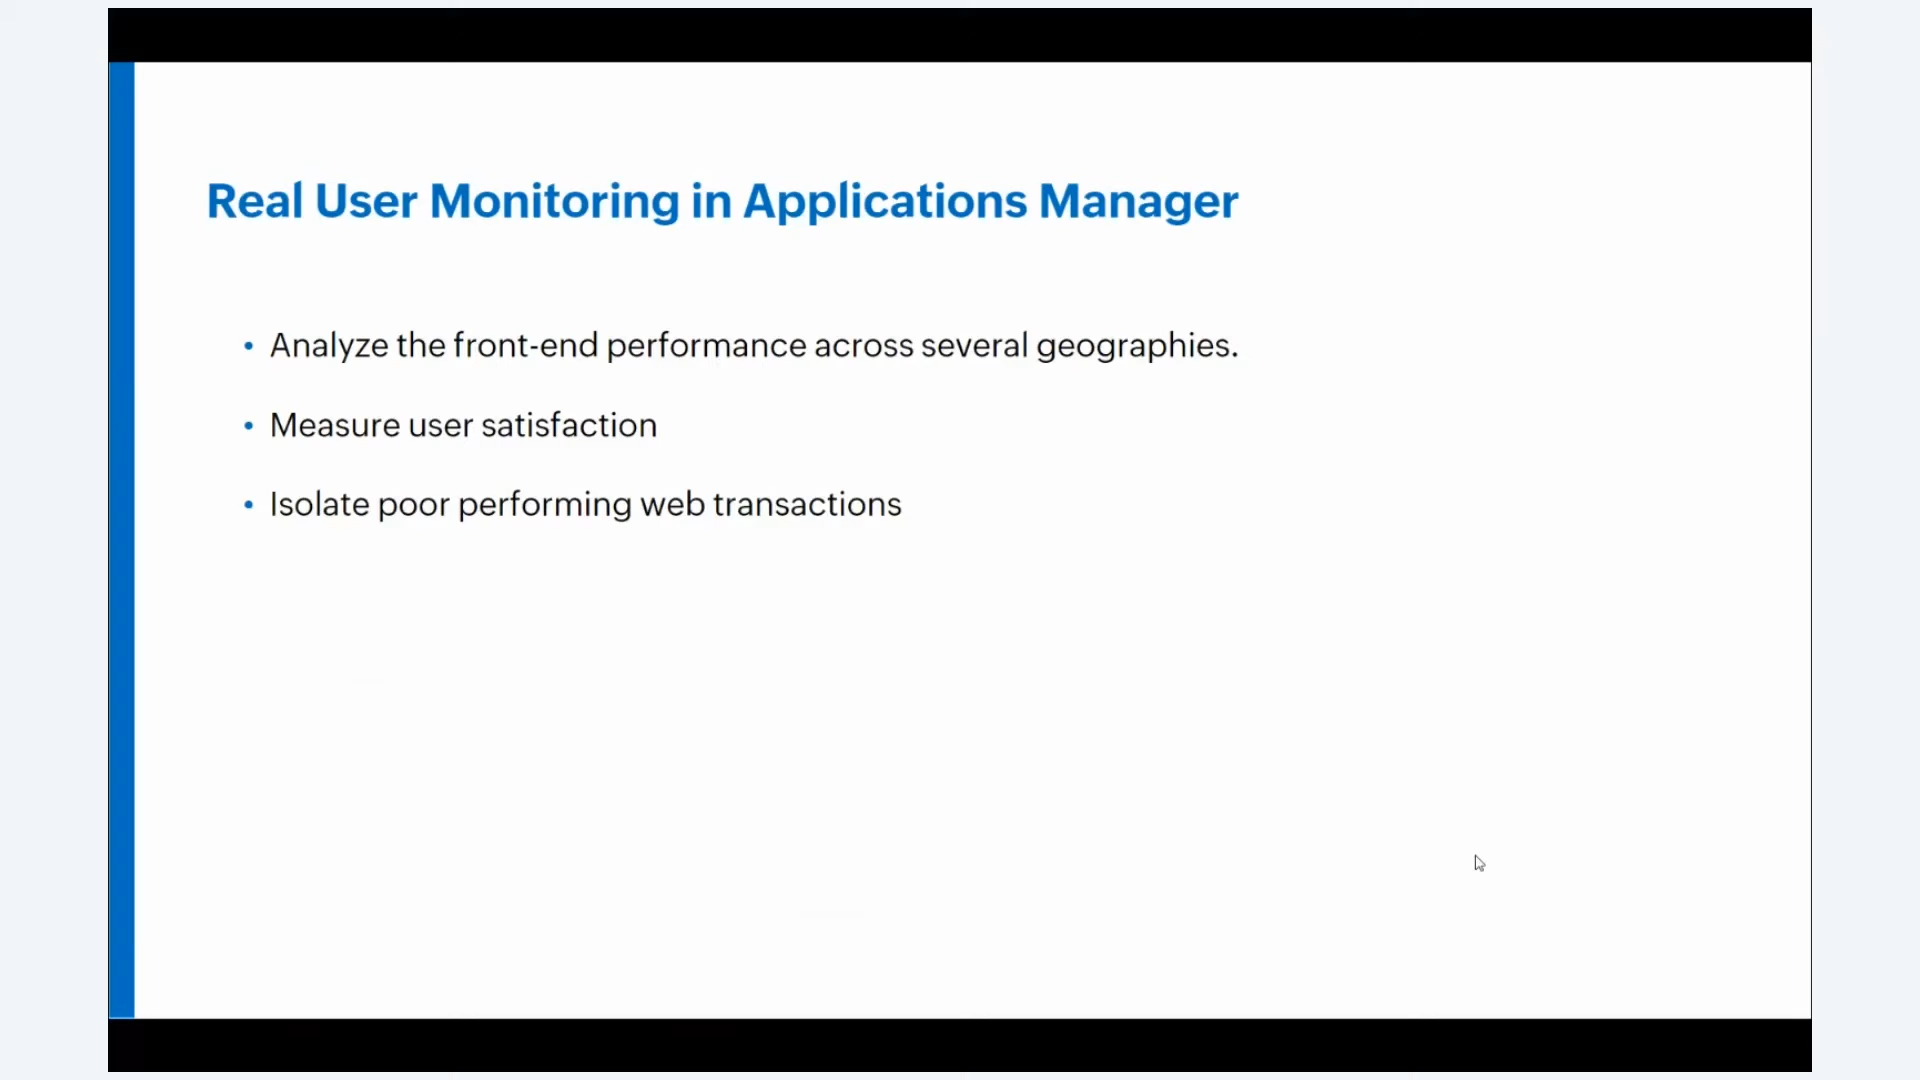 Real User Monitoring in Applications Manager
• Analyze the front-end performance across several geographies.
• Measure user satisfaction
• Isolate poor performing web transactions